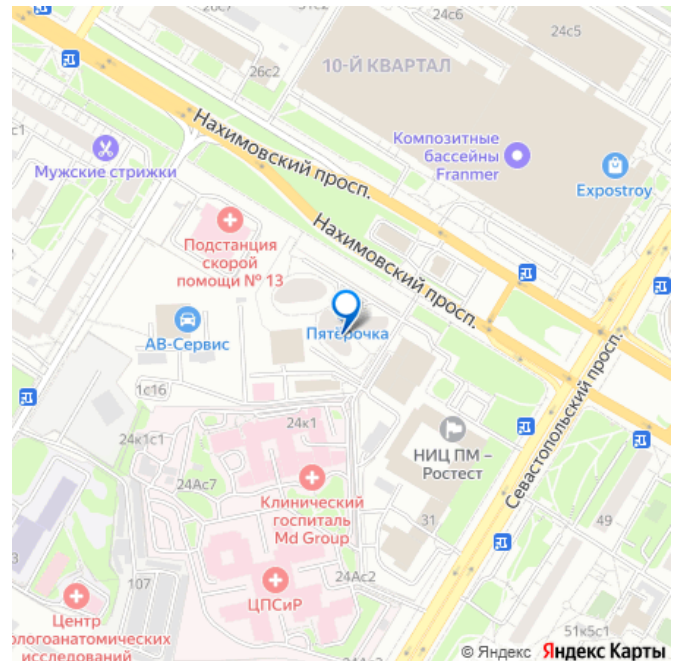 24с6
24с5
10-Й КВАРТАЛ
26с2
Нахимовский просп.
Мужские стрижки
Композитные
бассейны
Franmer
Expostroy
Подстанция
скорой
помощи № 13
Нахимовский просп.
Пятёрочка
АВ-Сервис
Севастопольский просп.
1с16
24к1
24к1с1
НИЦ ПМ –
Ростест
24Ас7
Клинический
госпиталь
Md Group
31
49
107
24Ас2
ЦПСиР
Центр
ологоанатомических
исследований
51к5с1
© Яндекс Яндекс Карты